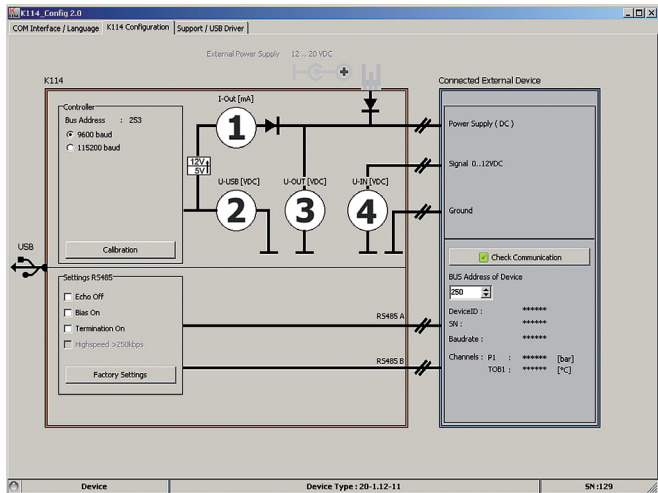 K114_Config 2.0
COM Interface / Language K114 Configuration Support / USB Driver
External Power Supply 12 .. 20 VDC
K114 Connected External Device
Controller
Bus Address : 253
9600 baud
115200 baud
Calibration
I-Out [mA]
1
12V
5V
U-USB [VDC] U-OUT [VDC] U-IN [VDC]
2 3 4
Power Supply ( DC )
Signal 0..12VDC
Ground
USB
Settings RS485
Echo Off
Bias On
Termination On
Highspeed >250kbps
Factory Settings
RS485 A
RS485 B
Check Communication
BUS Address of Device
250
DeviceID : ******
SN : ******
Baudrate : ******
Channels : P1 : ****** [bar]
TOB1 : ****** [°C]
Device Device Type : 20-1.12-11 SN :129